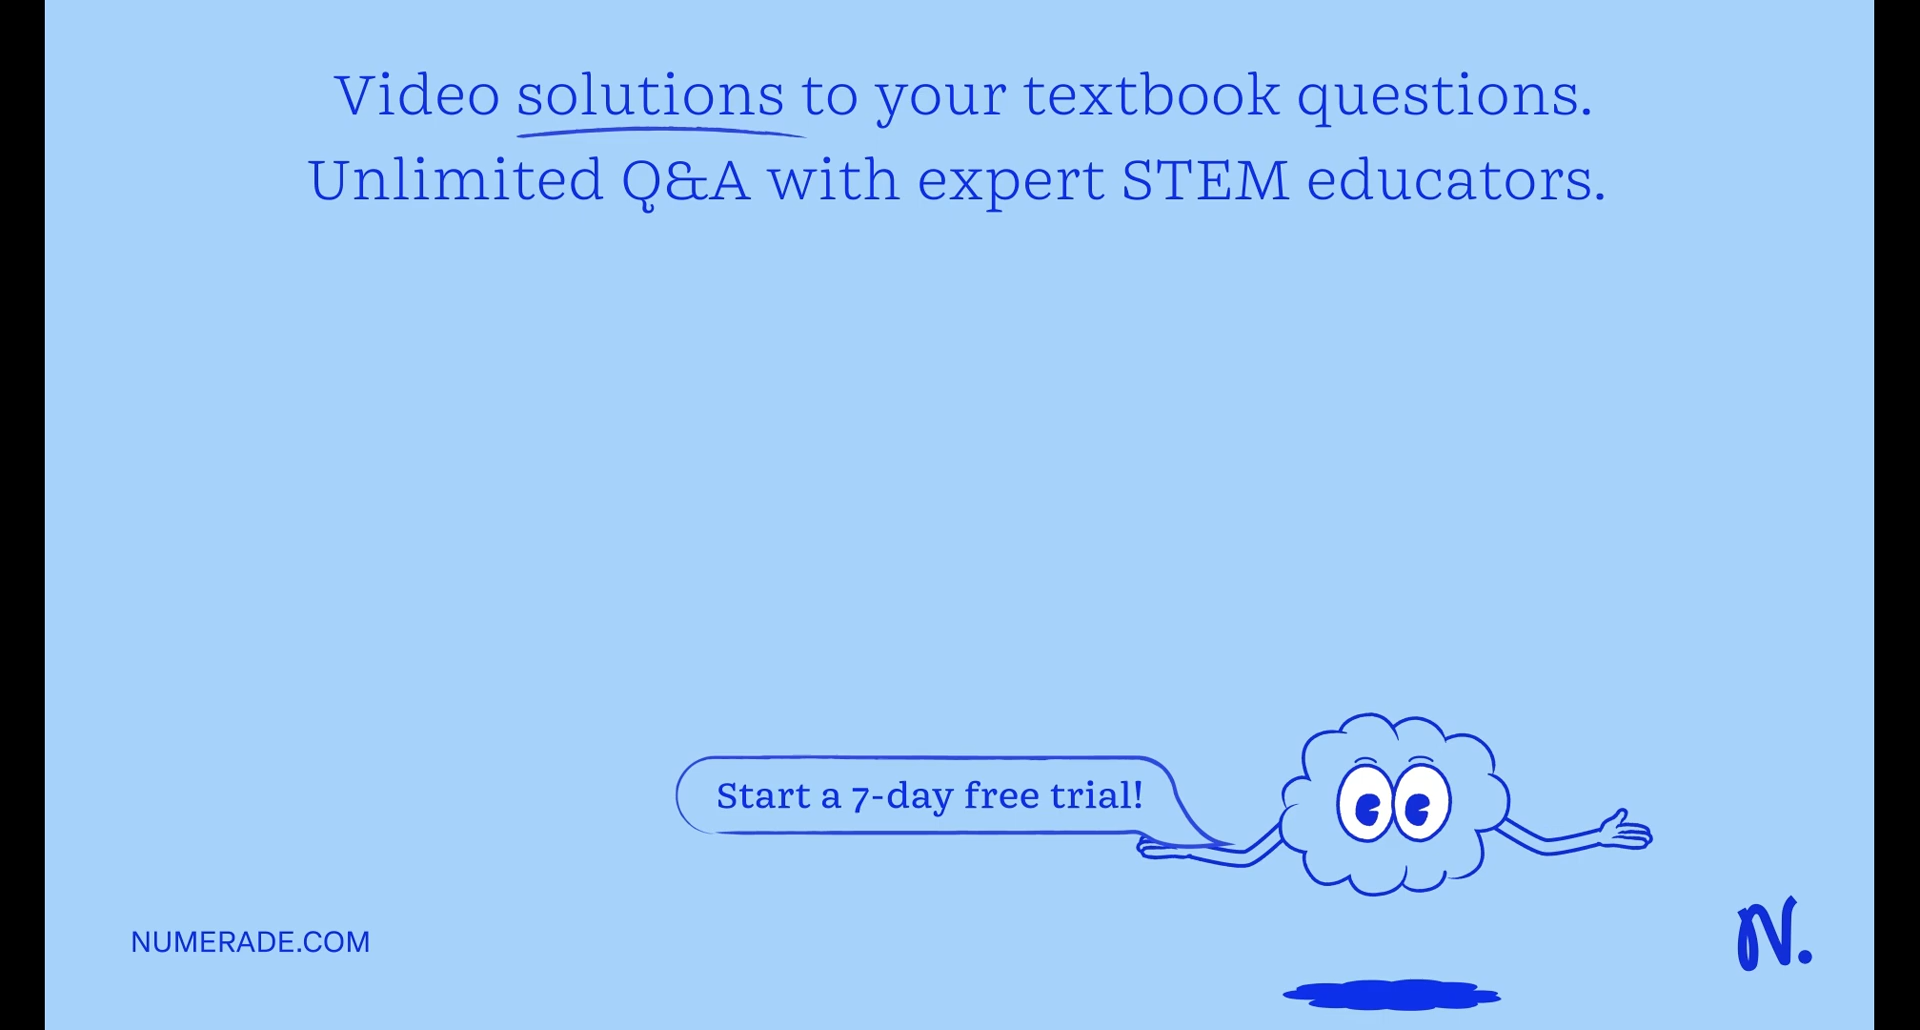 Video solutions to your textbook questions.
Unlimited Q&A with expert STEM educators.
Start a 7-day free trial!
NUMERADE.COM
N.